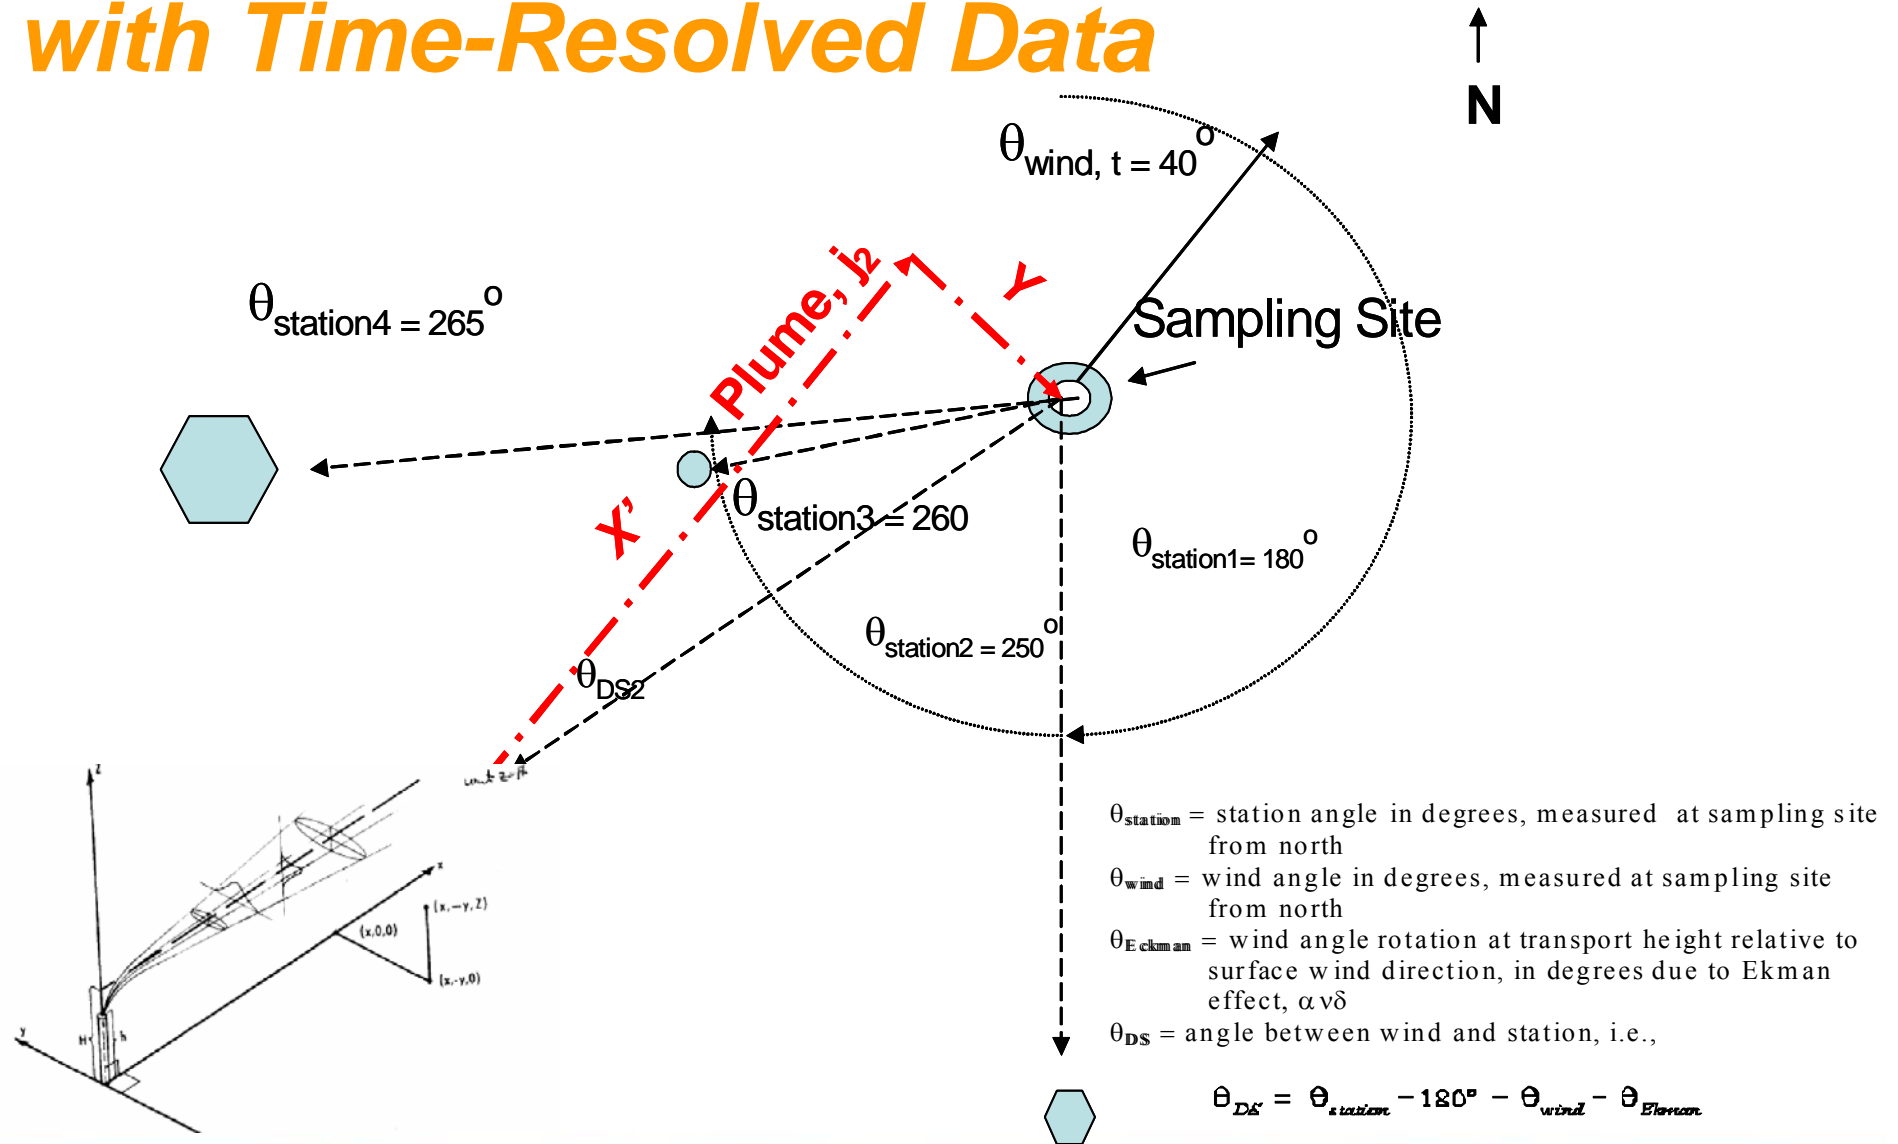 with Time-Resolved Data
N
θwind, t = 40o
Plume, j2
Y
θstation4 = 265o
Sampling Site
X’
θstation3 = 260
θstation1= 180o
θstation2 = 250o
θDS2
z
x
(x,-y,Z)
(x,0,0)
(x,-y,0)
y
H
h
θstation = station angle in degrees, measured at sampling site
from north
θwind = wind angle in degrees, measured at sampling site
from north
θEckman = wind angle rotation at transport height relative to
surface wind direction, in degrees due to Ekman
effect, ανδ
θDS = angle between wind and station, i.e.,
θDS = θstation − 180° − θwind − θEkman